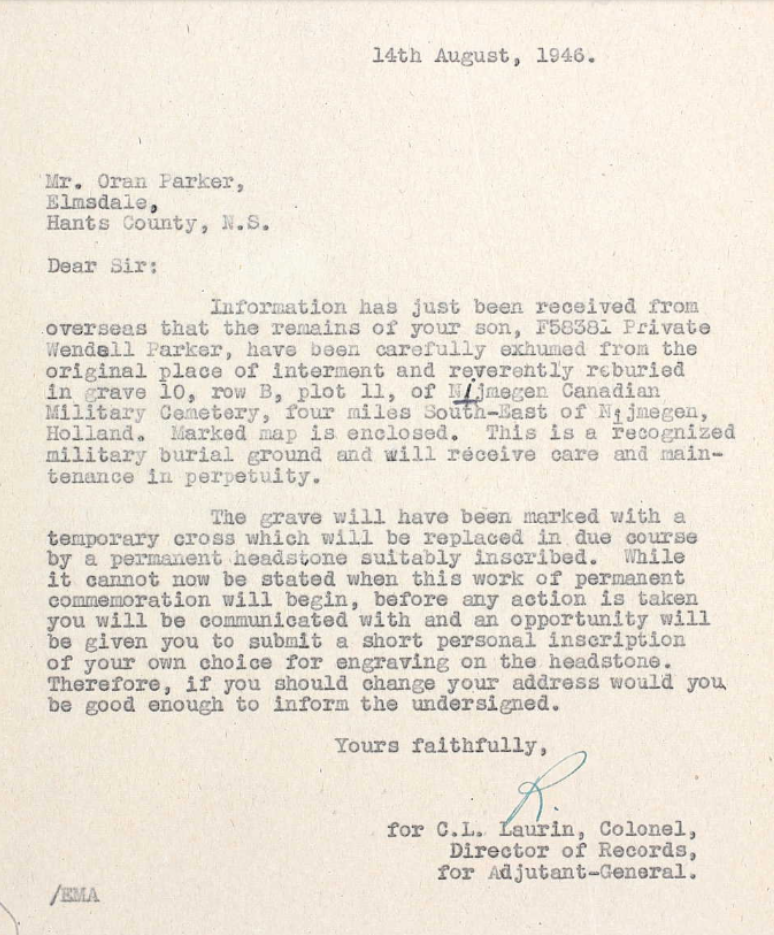 14th August, 1946.
Mr. Oran Parker,
Elmsdale,
Hants County, N.S.
Dear Sir:
Information has just been received from
overseas that the remains of your son, F58381 Private
Wendell Parker, have been carefully exhumed from the
original place of interment and reverently reburied
in grave 10, row B, plot 11, of Nijmegen Canadian
Military Cemetery, four miles South-East of Nijmegen,
Holland. Marked map is enclosed. This is a recognized
military burial ground and will receive care and main-
tenance in perpetuity.
The grave will have been marked with a
temporary cross which will be replaced in due course
by a permanent headstone suitably inscribed. While
it cannot now be stated when this work of permanent
commemoration will begin, before any action is taken
you will be communicated with and an opportunity will
be given you to submit a short personal inscription
of your own choice for engraving on the headstone.
Therefore, if you should change your address would you
be good enough to inform the undersigned.
Yours faithfully,
R.
for C.L. Laurin, Colonel,
Director of Records,
for Adjutant-General.
/EMA